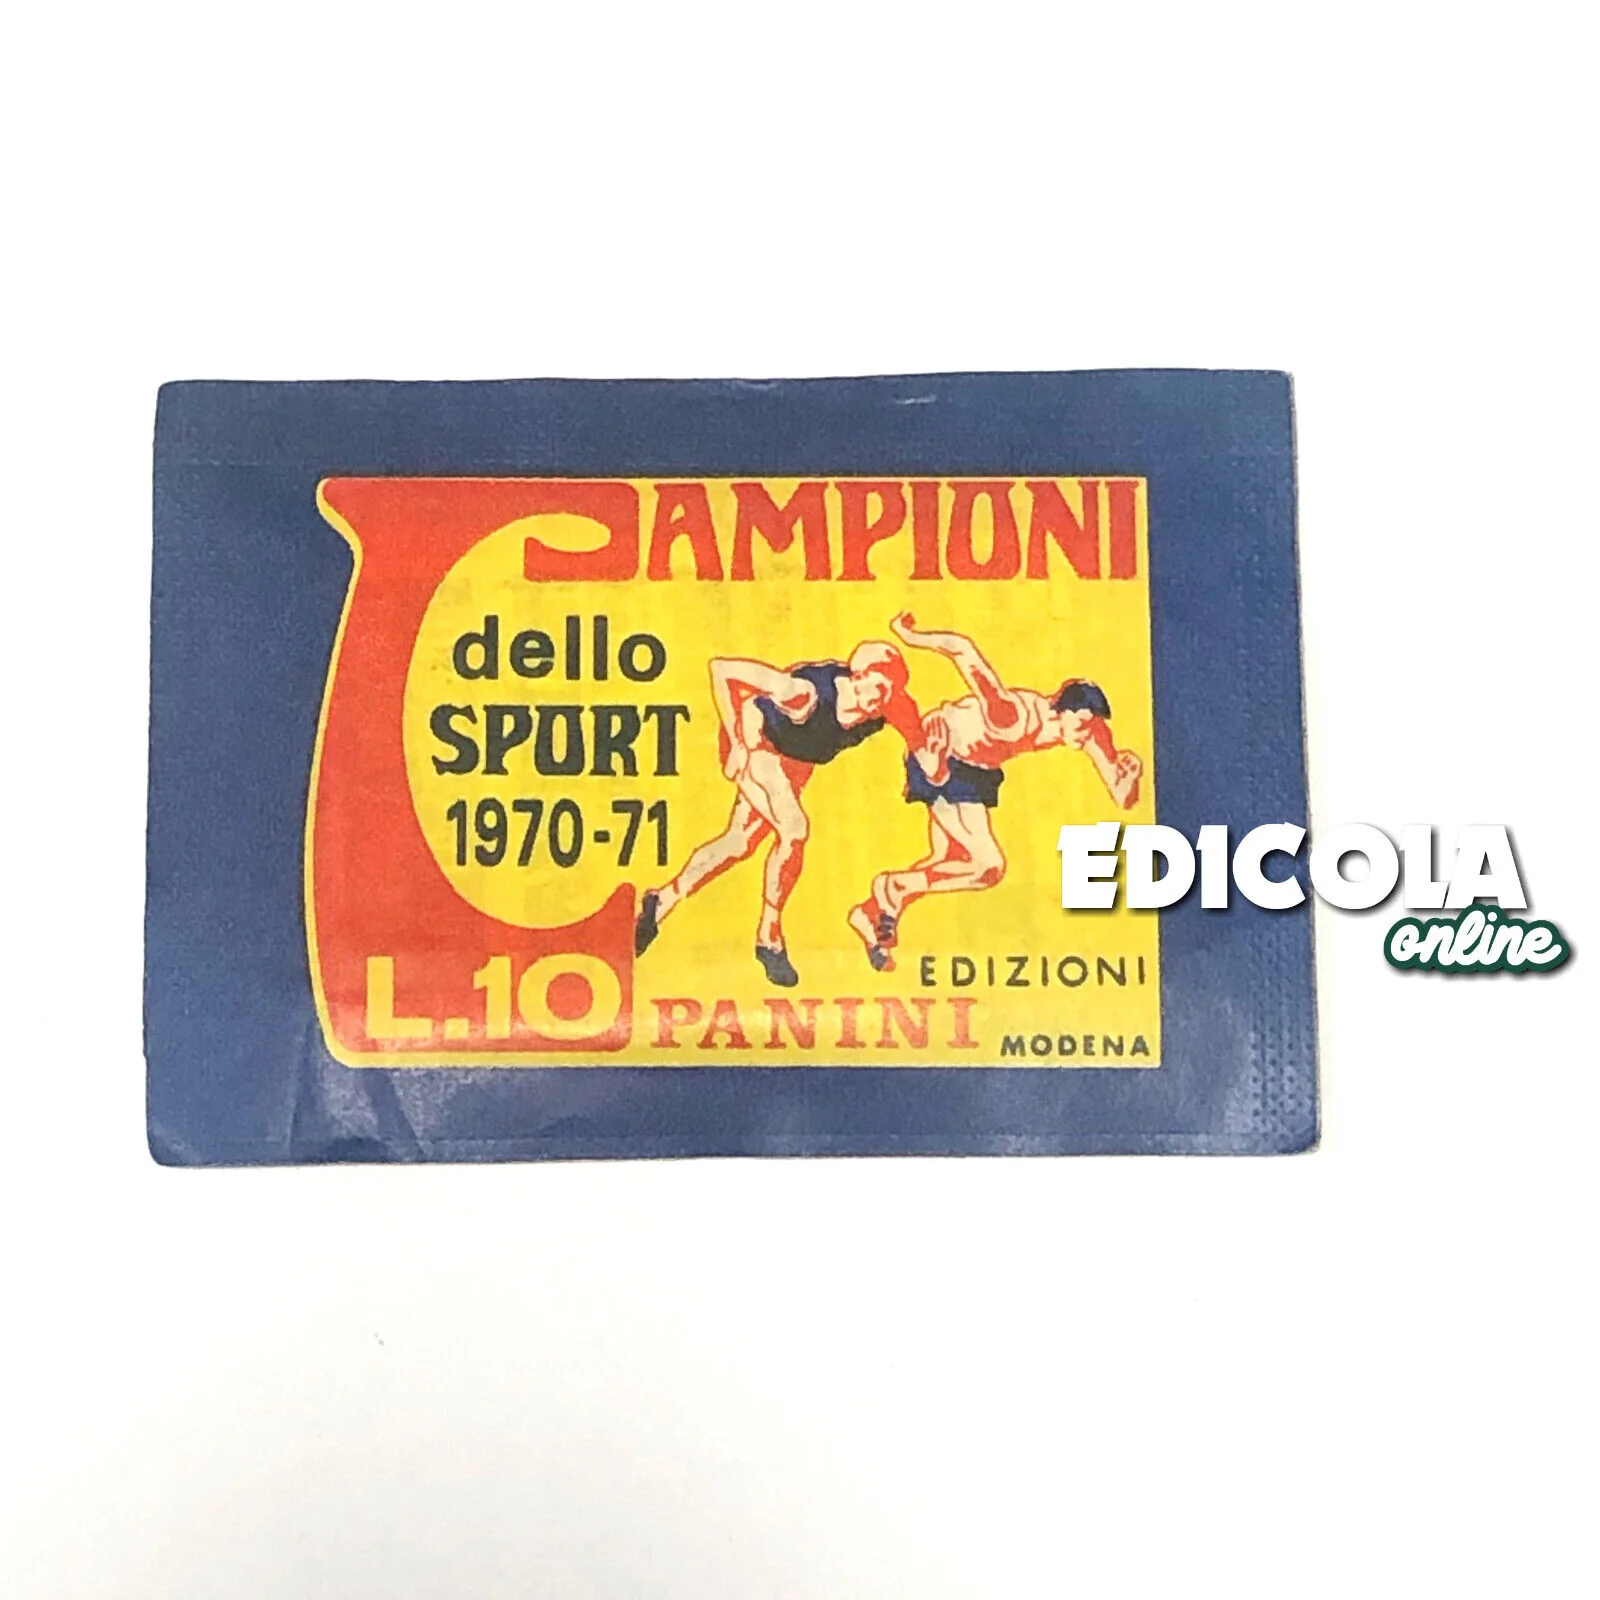 CAMPIONI
dello
SPORT
1970-71
L.10
EDIZIONI
PANINI
MODENA
EDICOLA
online